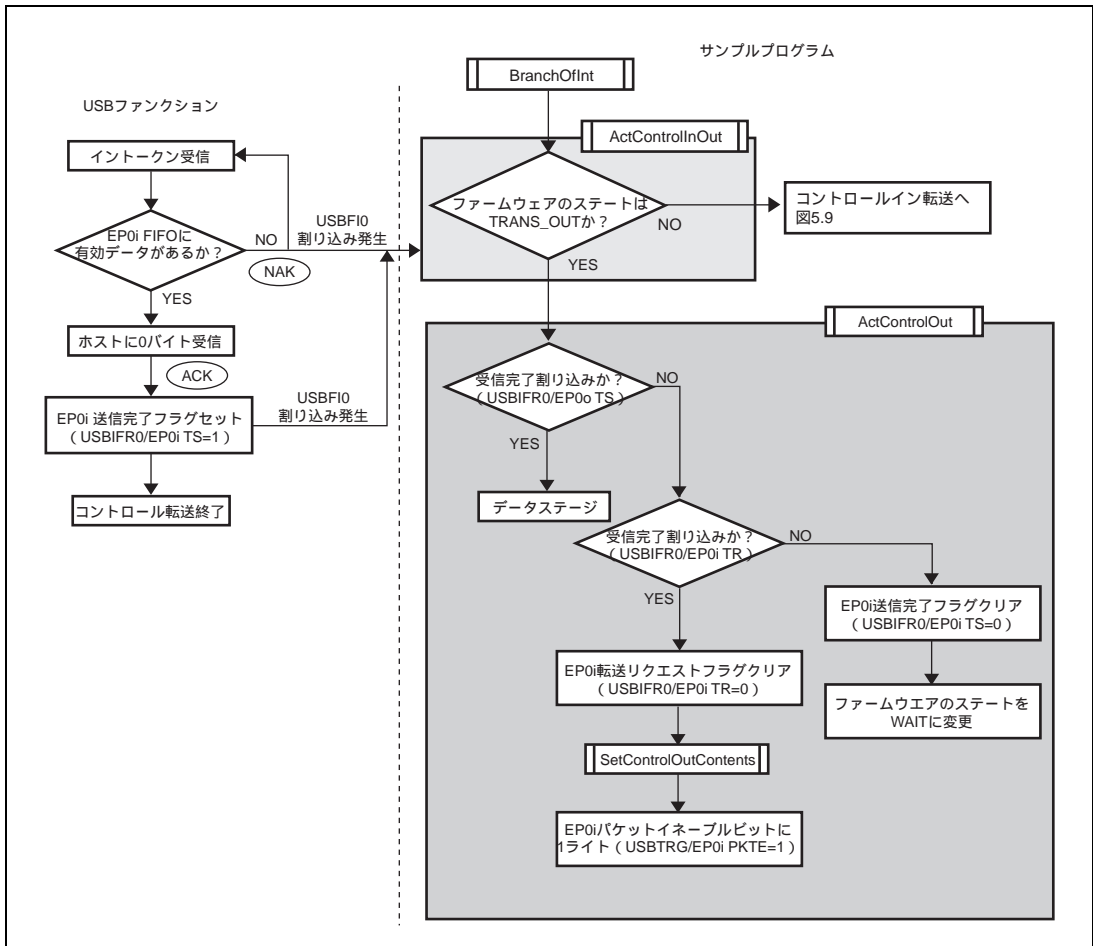 サンプルプログラム
USBファンクション
イントークン受信
EP0i FIFOに
有効データがあるか？
NO
NAK
YES
ホストに0バイト受信
ACK
EP0i 送信完了フラグセット
（USBIFR0/EP0i TS=1）
コントロール転送終了
USBFI0
割り込み発生
USBFI0
割り込み発生
BranchOfInt
ActControlInOut
ファームウェアのステートは
TRANS_OUTか？
NO
YES
コントロールイン転送へ
図5.9
ActControlOut
受信完了割り込みか？
（USBIFR0/EP0o TS）
NO
YES
データステージ
受信完了割り込みか？
（USBIFR0/EP0i TR）
NO
YES
EP0i転送リクエストフラグクリア
（USBIFR0/EP0i TR=0）
SetControlOutContents
EP0iパケットイネーブルビットに
1ライト（USBTRG/EP0i PKTE=1）
EP0i送信完了フラグクリア
（USBIFR0/EP0i TS=0）
ファームウエアのステートを
WAITに変更